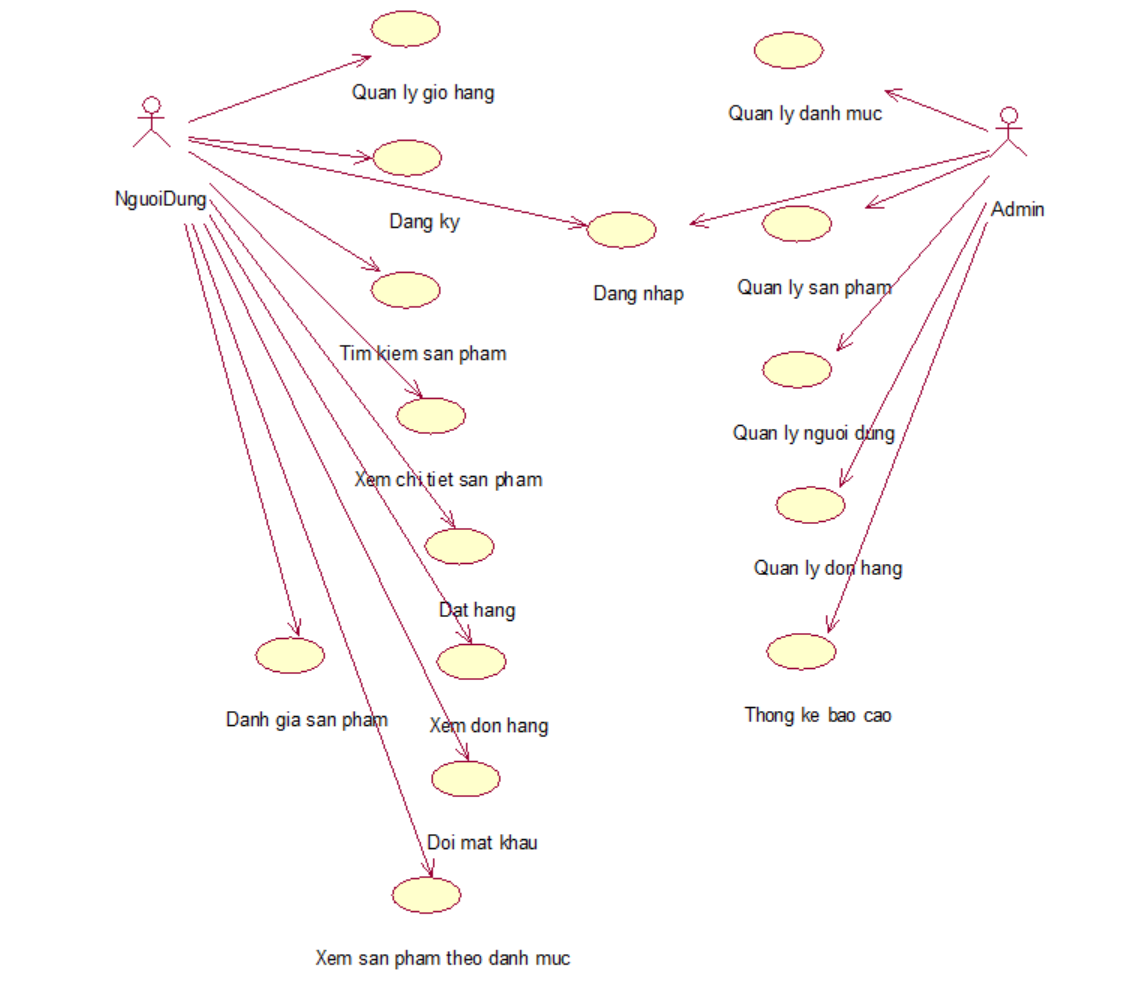 Quan ly gio hang
Quan ly danh muc
NguoiDung
Dang ky
Admin
Dang nhap
Quan ly san pham
Tim kiem san pham
Quan ly nguoi dung
Xem chi tiet san pham
Quan ly don hang
Dat hang
Danh gia san pham
Xem don hang
Thong ke bao cao
Doi mat khau
Xem san pham theo danh muc